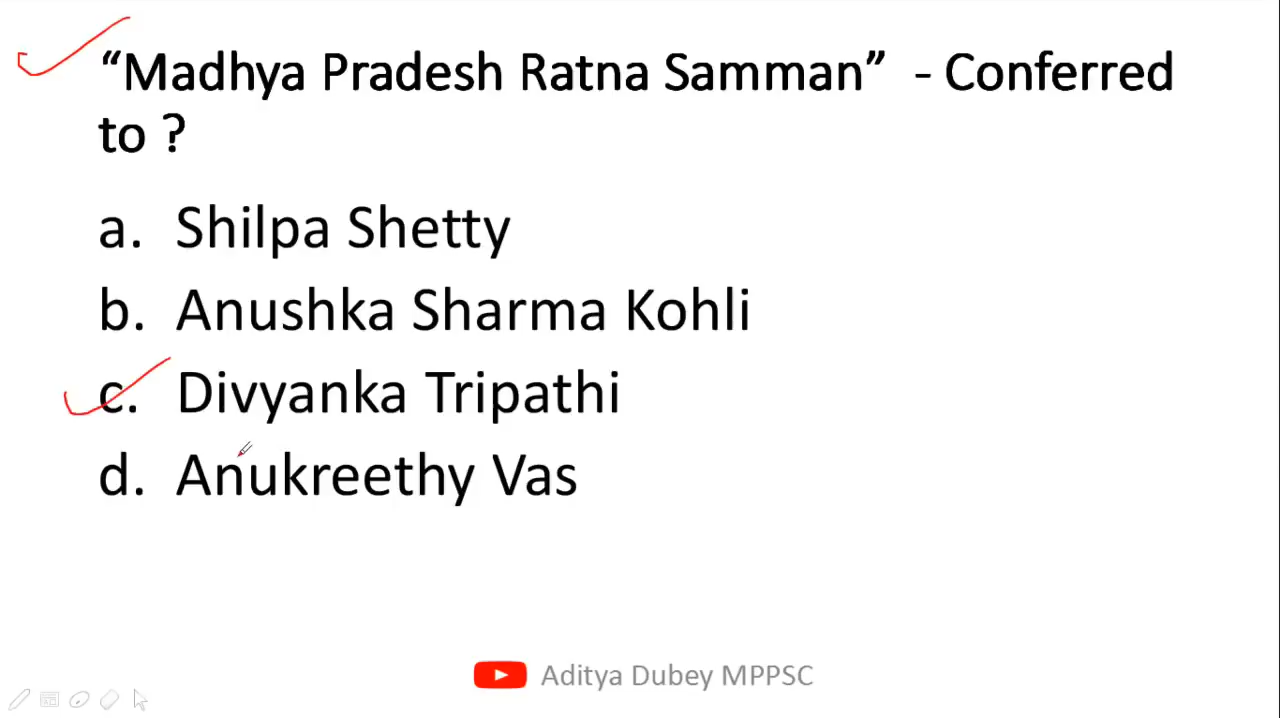 “Madhya Pradesh Ratna Samman” - Conferred
to ?
a. Shilpa Shetty
b. Anushka Sharma Kohli
c. Divyanka Tripathi
d. Anukreethy Vas
Aditya Dubey MPPSC